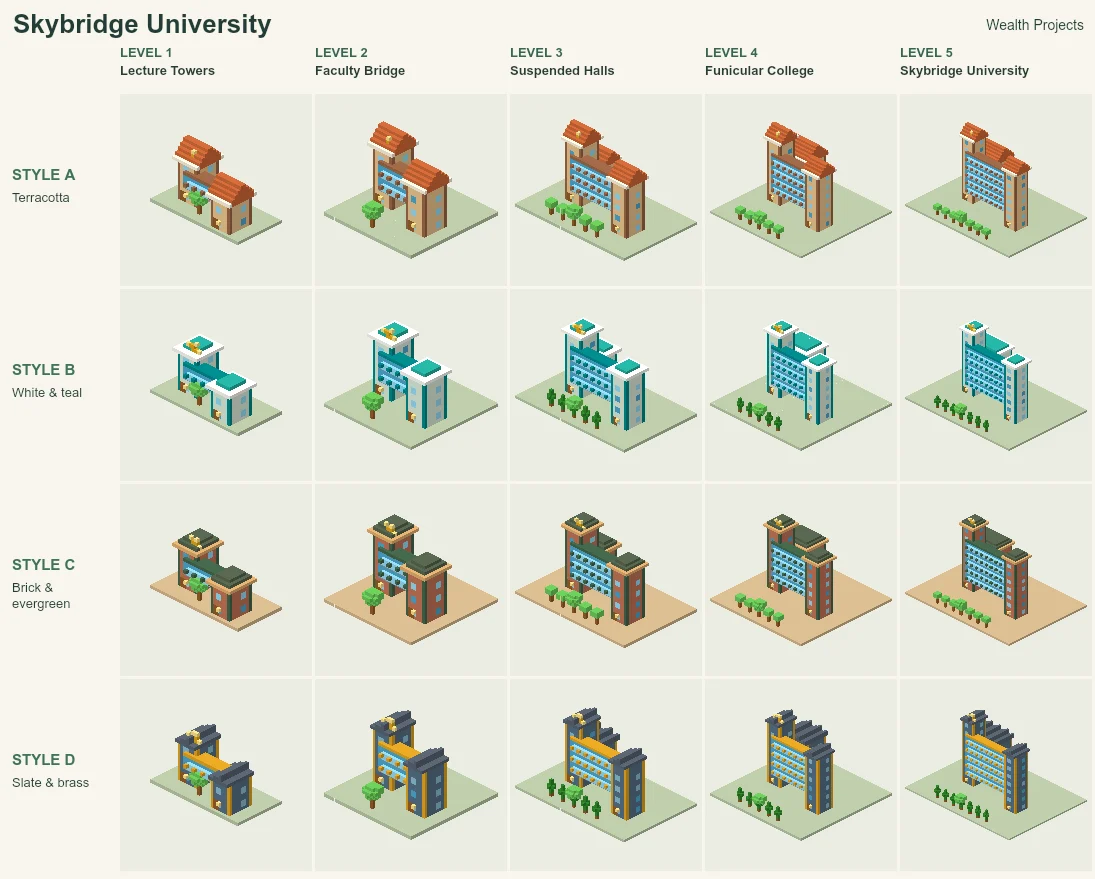 Skybridge University
Wealth Projects
LEVEL 1
Lecture Towers
LEVEL 2
Faculty Bridge
LEVEL 3
Suspended Halls
LEVEL 4
Funicular College
LEVEL 5
Skybridge University
STYLE A
Terracotta
STYLE B
White & teal
STYLE C
Brick &
evergreen
STYLE D
Slate & brass